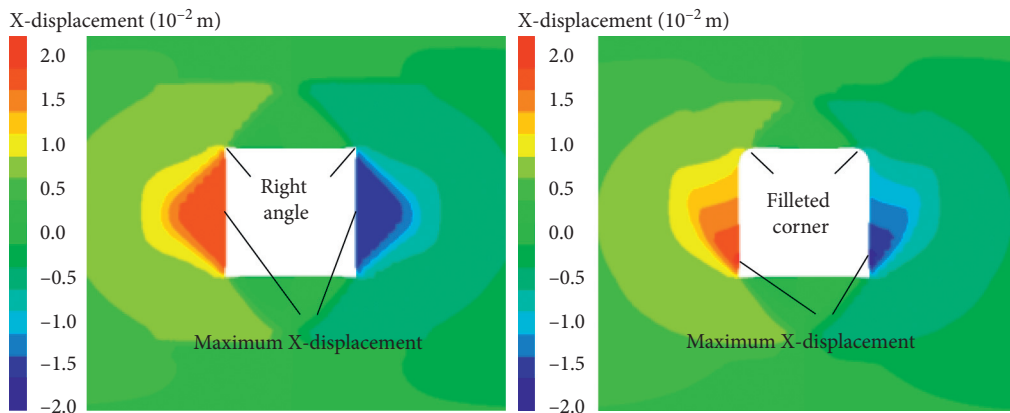 X-displacement (10⁻² m)
2.0
1.5
1.0
0.5
0.0
−0.5
−1.0
−1.5
−2.0
Right
angle
Maximum X-displacement
X-displacement (10⁻² m)
2.0
1.5
1.0
0.5
0.0
−0.5
−1.0
−1.5
−2.0
Filleted
corner
Maximum X-displacement